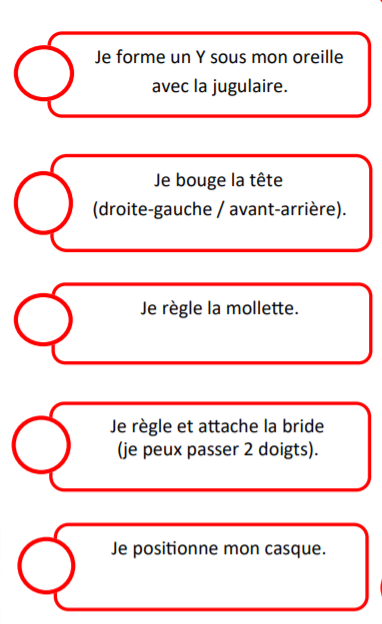 Je forme un Y sous mon oreille
avec la jugulaire.
Je bouge la tête
(droite-gauche / avant-arrière).
Je règle la mollette.
Je règle et attache la bride
(je peux passer 2 doigts).
Je positionne mon casque.